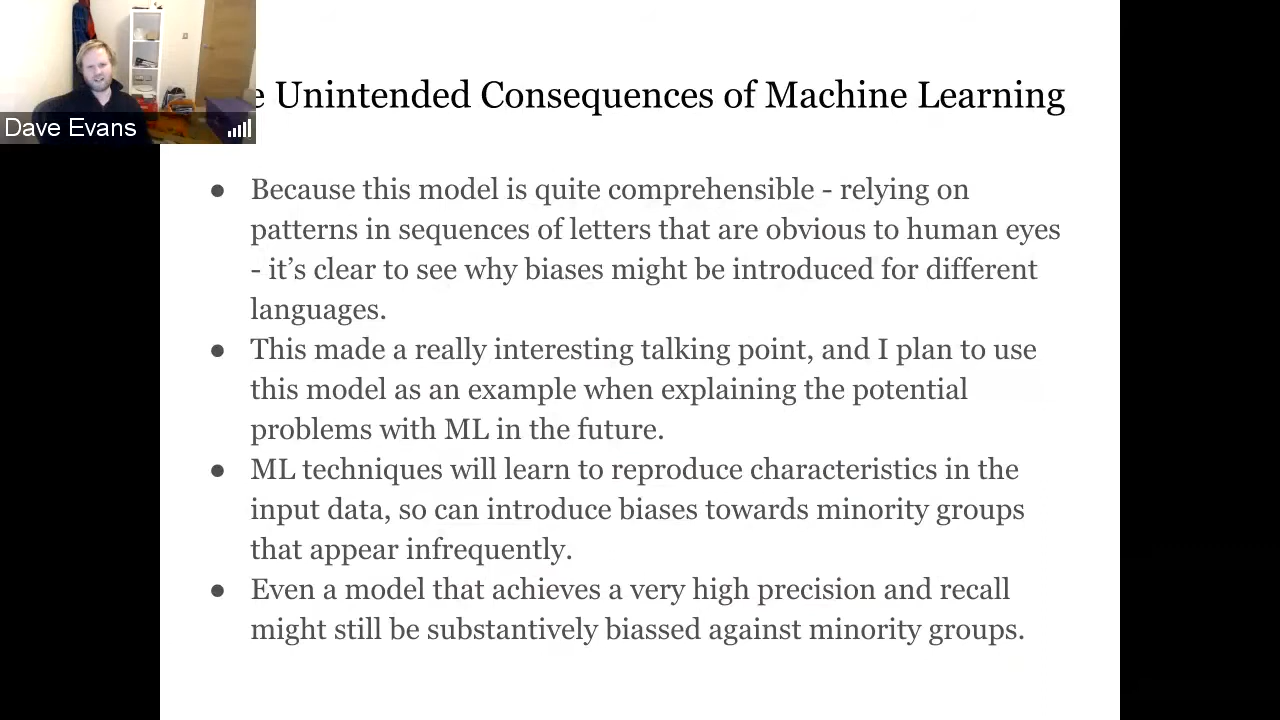 e Unintended Consequences of Machine Learning
Dave Evans
● Because this model is quite comprehensible - relying on
patterns in sequences of letters that are obvious to human eyes
- it’s clear to see why biases might be introduced for different
languages.
● This made a really interesting talking point, and I plan to use
this model as an example when explaining the potential
problems with ML in the future.
● ML techniques will learn to reproduce characteristics in the
input data, so can introduce biases towards minority groups
that appear infrequently.
● Even a model that achieves a very high precision and recall
might still be substantively biassed against minority groups.